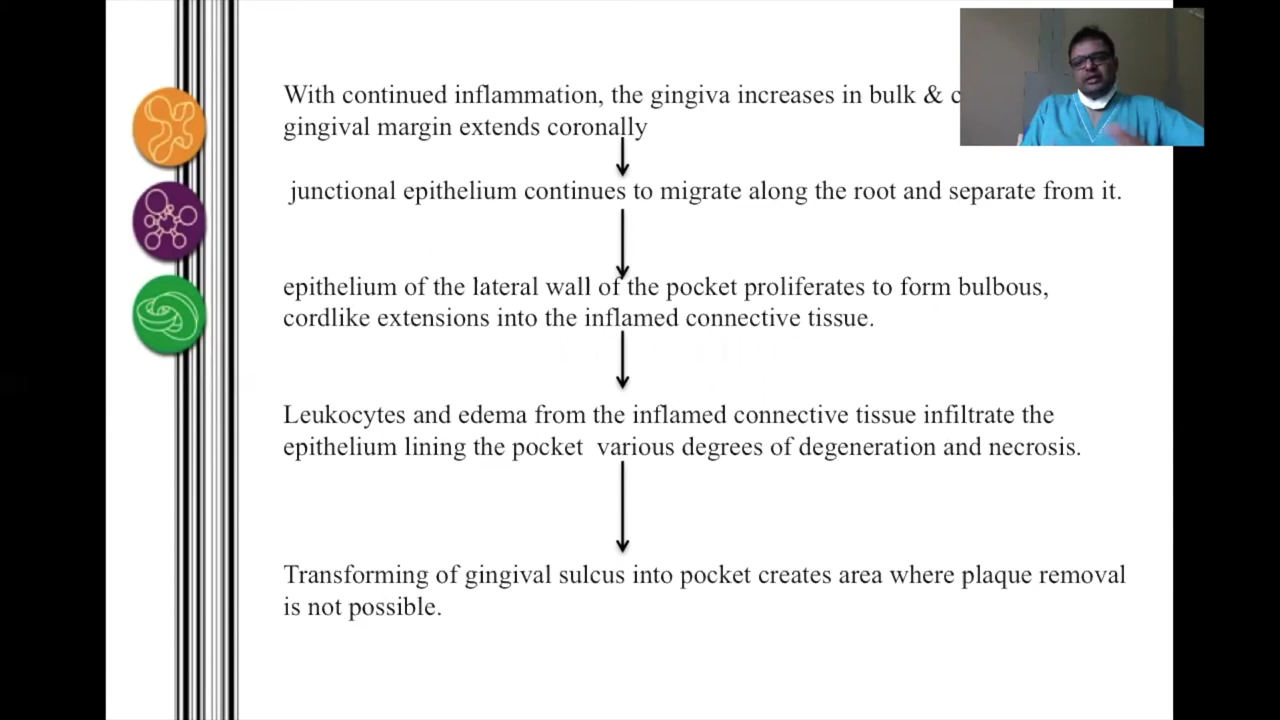 With continued inflammation, the gingiva increases in bulk &
gingival margin extends coronally
junctional epithelium continues to migrate along the root and separate from it.
epithelium of the lateral wall of the pocket proliferates to form bulbous,
cordlike extensions into the inflamed connective tissue.
Leukocytes and edema from the inflamed connective tissue infiltrate the
epithelium lining the pocket various degrees of degeneration and necrosis.
Transforming of gingival sulcus into pocket creates area where plaque removal
is not possible.